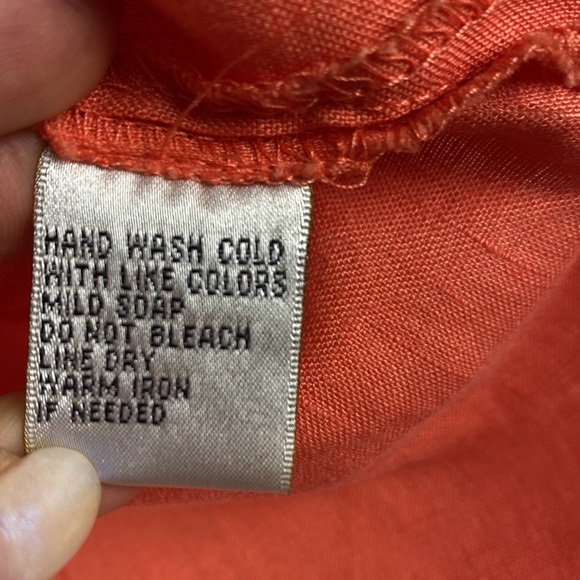 HAND WASH COLD
WITH LIKE COLORS
MILD SOAP
DO NOT BLEACH
LINE DRY
WARM IRON
IF NEEDED